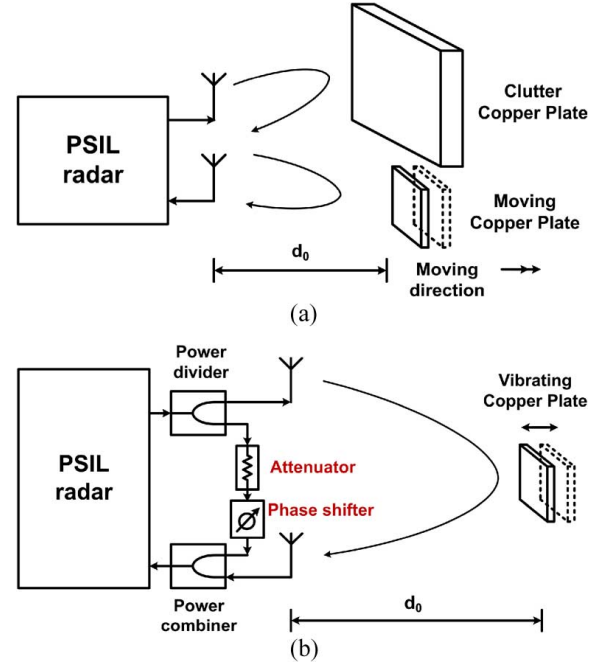 PSIL
radar
Clutter
Copper Plate
Moving
Copper Plate
d₀
Moving
direction
(a)
Power
divider
Vibrating
Copper Plate
PSIL
radar
Attenuator
Phase shifter
Power
combiner
d₀
(b)